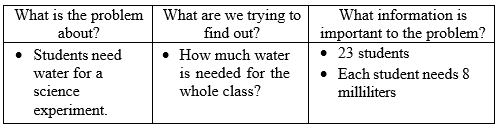 What is the problem
about?
What are we trying to
find out?
What information is
important to the problem?
• Students need
water for a
science
experiment.
• How much water
is needed for the
whole class?
• 23 students
• Each student needs 8
milliliters